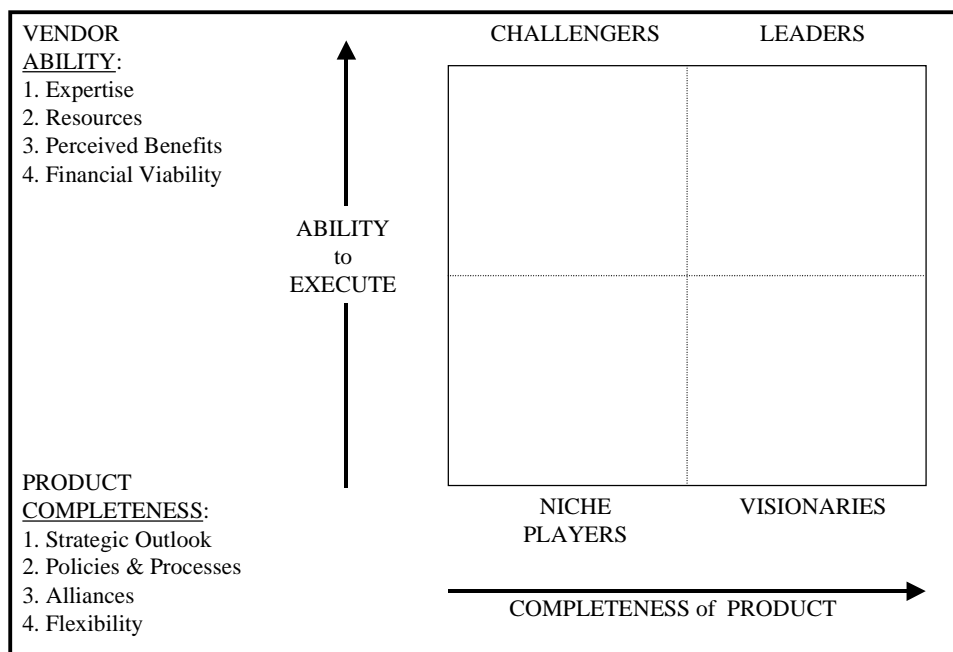 VENDOR
ABILITY:
1. Expertise
2. Resources
3. Perceived Benefits
4. Financial Viability
ABILITY
to
EXECUTE
PRODUCT
COMPLETENESS:
1. Strategic Outlook
2. Policies & Processes
3. Alliances
4. Flexibility
CHALLENGERS
LEADERS
NICHE
PLAYERS
VISIONARIES
COMPLETENESS of PRODUCT